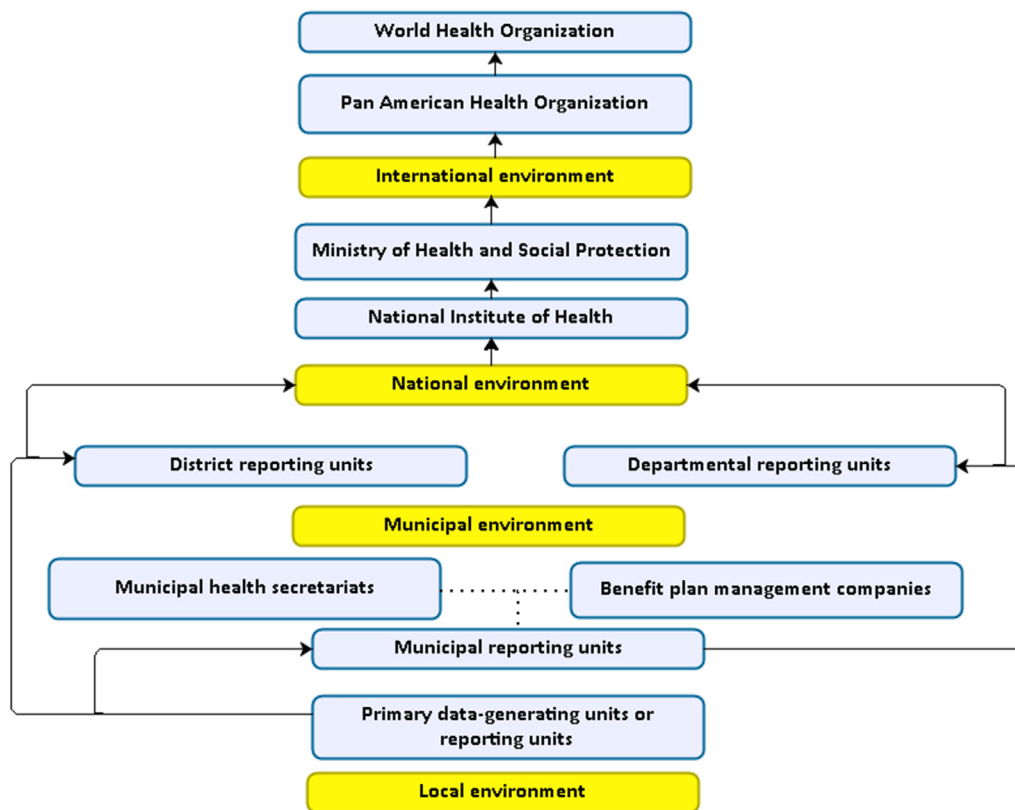 World Health Organization
Pan American Health Organization
International environment
Ministry of Health and Social Protection
National Institute of Health
National environment
District reporting units
Departmental reporting units
Municipal environment
Municipal health secretariats
Benefit plan management companies
Municipal reporting units
Primary data-generating units or
reporting units
Local environment